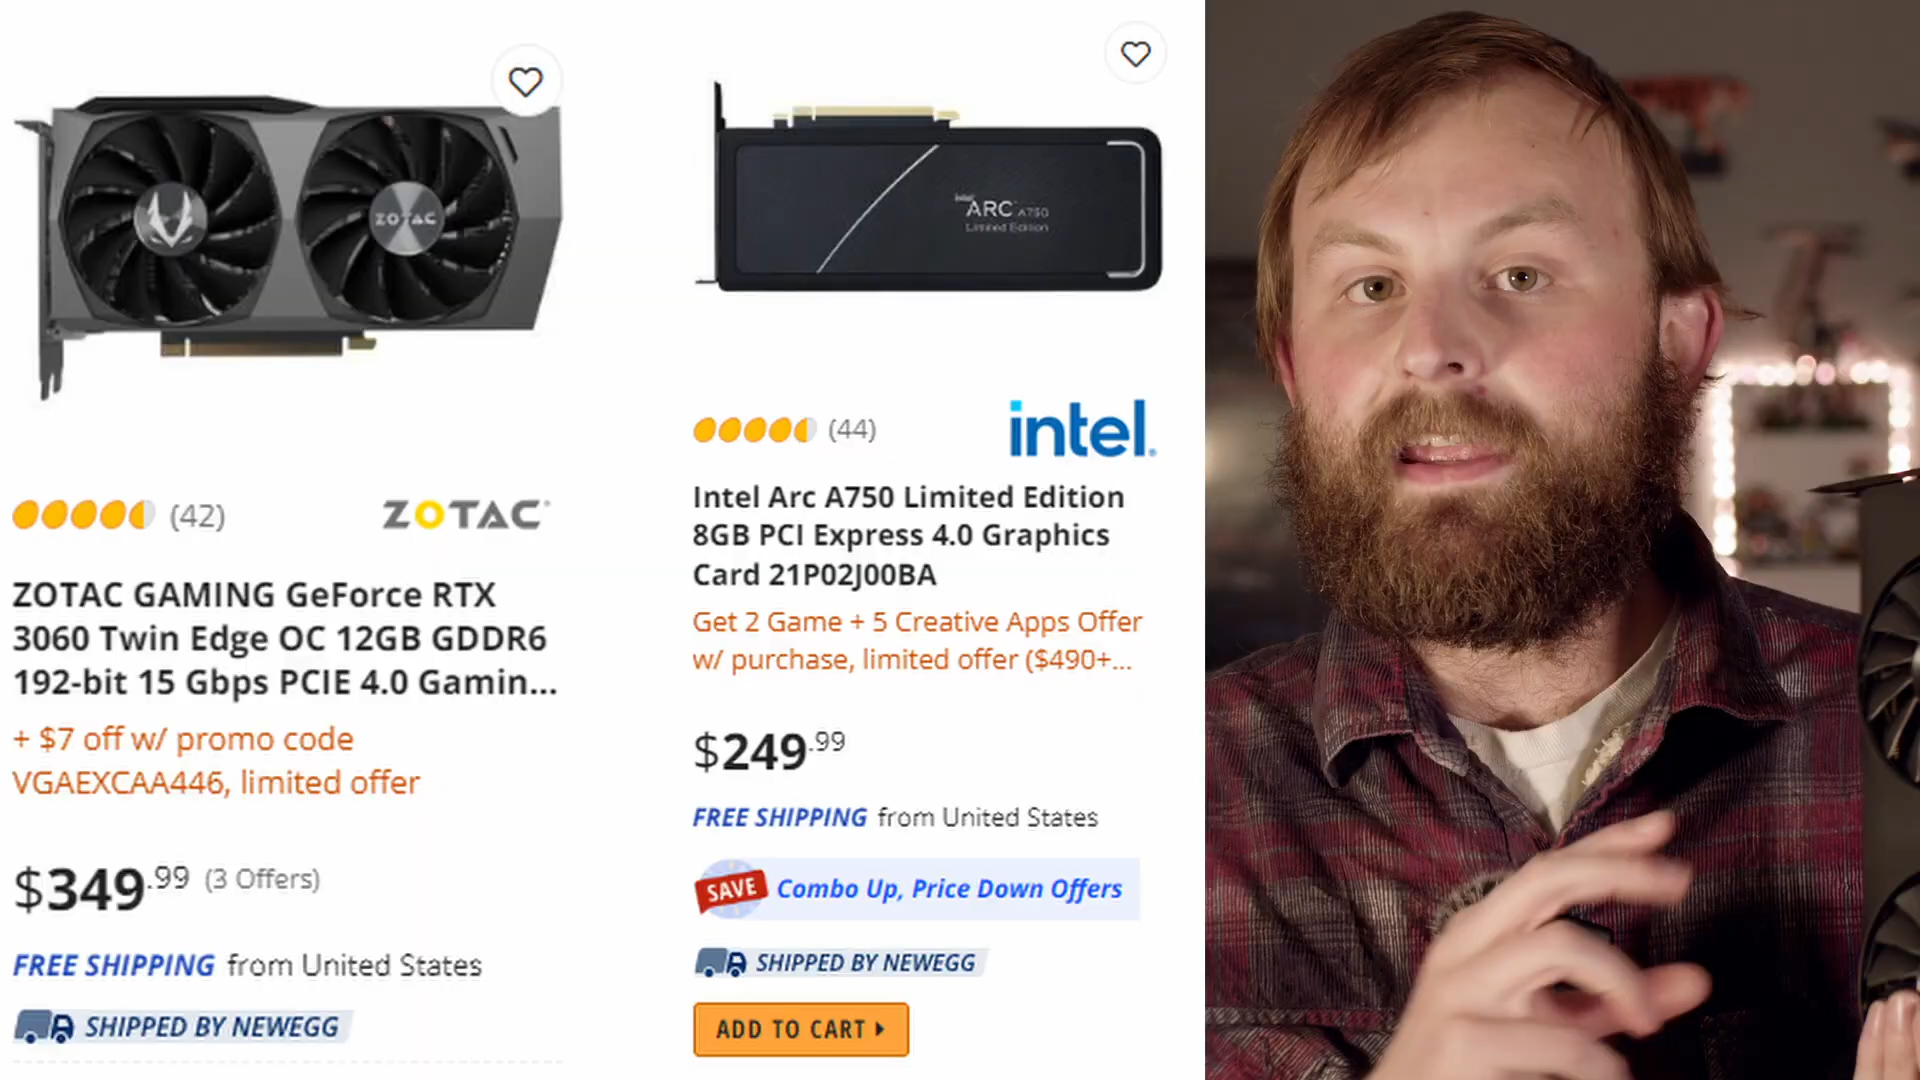 ZOTAC
(42)
ZOTAC
ZOTAC GAMING GeForce RTX
3060 Twin Edge OC 12GB GDDR6
192-bit 15 Gbps PCIE 4.0 Gamin...
+ $7 off w/ promo code
VGAEXCAA446, limited offer
$349.99 (3 Offers)
FREE SHIPPING from United States
SHIPPED BY NEWEGG
intel
ARC A750
Limited Edition
(44)
intel.
Intel Arc A750 Limited Edition
8GB PCI Express 4.0 Graphics
Card 21P02J00BA
Get 2 Game + 5 Creative Apps Offer
w/ purchase, limited offer ($490+...
$249.99
FREE SHIPPING from United States
SAVE Combo Up, Price Down Offers
SHIPPED BY NEWEGG
ADD TO CART